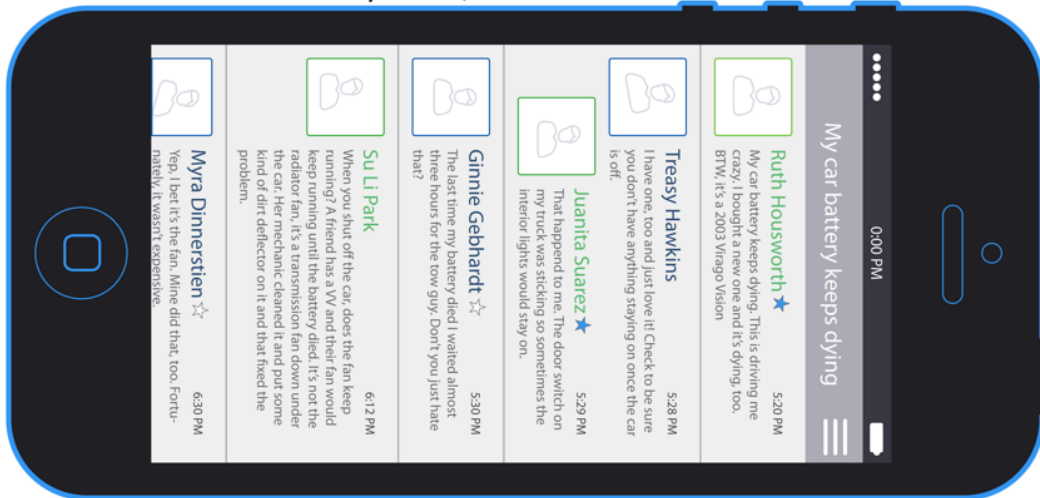 0:00 PM
My car battery keeps dying
Ruth Housworth
5:20 PM
My car battery keeps dying. This is driving me
crazy. I bought a new one and it's dying, too.
BTW, it's a 2003 Virago Vision
Treasy Hawkins
5:28 PM
I have one, too and just love it! Check to be sure
you don't have anything staying on once the car
is off.
Juanita Suarez
5:29 PM
That happend to me. The door switch on
my truck was sticking so sometimes the
interior lights would stay on.
Ginnie Gebhardt
5:30 PM
The last time my battery died I waited almost
three hours for the tow guy. Don't you just hate
that?
Su Li Park
6:12 PM
When you shut off the car, does the fan keep
running? A friend has a VV and their fan would
keep running until the battery died. It's not the
radiator fan, it's a transmission fan down under
the car. Her mechanic cleaned it and put some
kind of dirt deflector on it and that fixed the
problem.
Myra Dinnerstien
6:30 PM
Yep, I bet it's the fan. Mine did that, too. Fortu-
nately, it wasn't expensive.